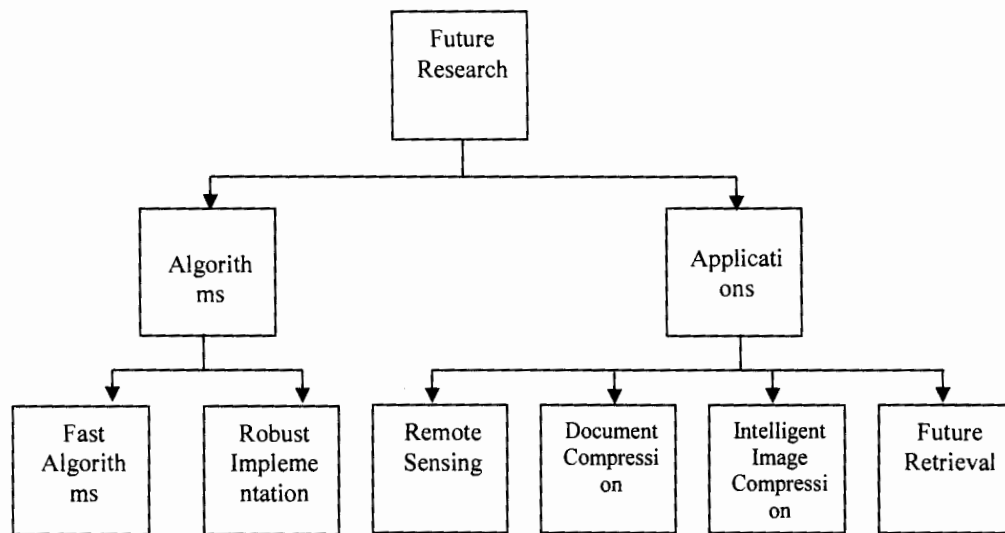 Future
Research
Algorith
ms
Applicati
ons
Fast
Algorith
ms
Robust
Impleme
ntation
Remote
Sensing
Document
Compressi
on
Intelligent
Image
Compressi
on
Future
Retrieval